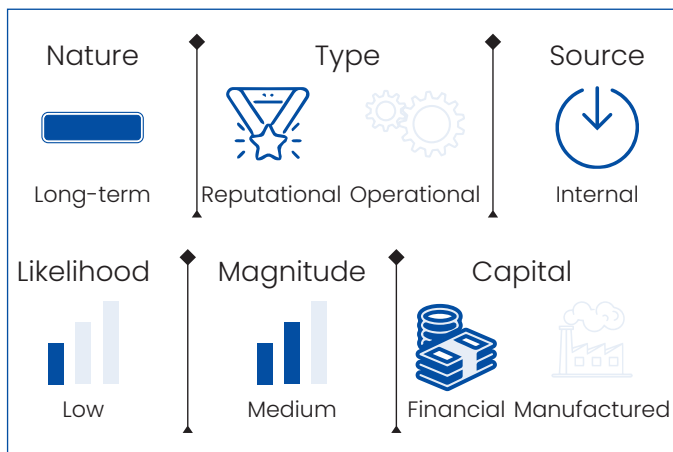 Nature
Type
Source
Long-term
Reputational Operational
Internal
Likelihood
Magnitude
Capital
Low
Medium
Financial Manufactured